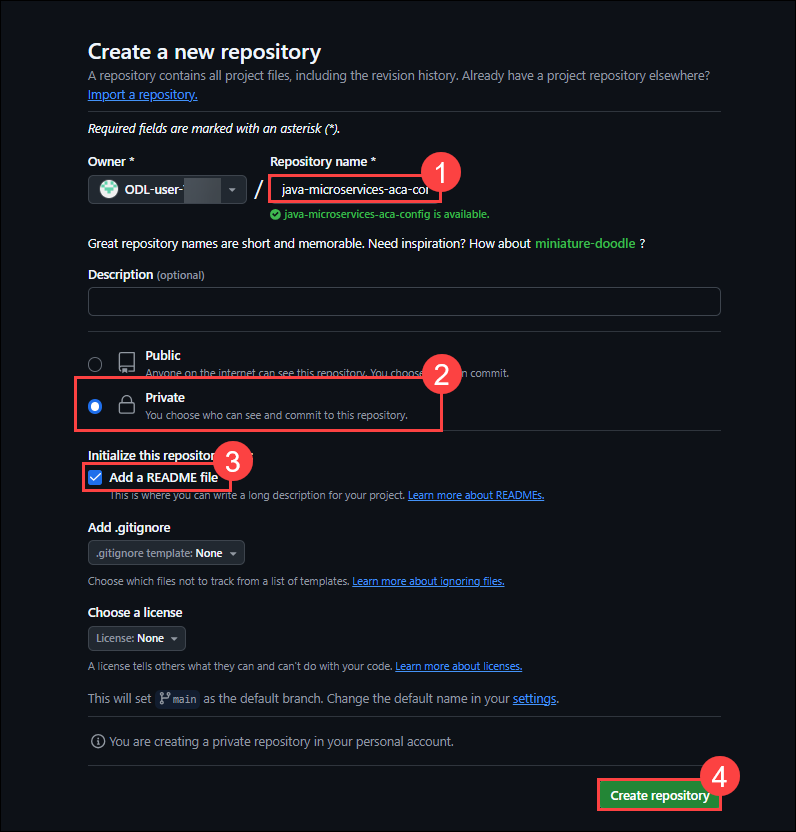 Create a new repository
A repository contains all project files, including the revision history. Already have a project repository elsewhere?
Import a repository.
Required fields are marked with an asterisk (*).
Owner *
Repository name *
1
ODL-user-
/
java-microservices-aca-con
java-microservices-aca-config is available.
Great repository names are short and memorable. Need inspiration? How about miniature-doodle ?
Description (optional)
Public
Anyone on the internet can see this repository. You choose commit.
2
Private
You choose who can see and commit to this repository.
Initialize this repository
3
Add a README file
This is where you can write a long description for your project. Learn more about READMEs.
Add .gitignore
.gitignore template: None
Choose which files not to track from a list of templates. Learn more about ignoring files.
Choose a license
License: None
A license tells others what they can and can't do with your code. Learn more about licenses.
This will set main as the default branch. Change the default name in your settings.
You are creating a private repository in your personal account.
4
Create repository